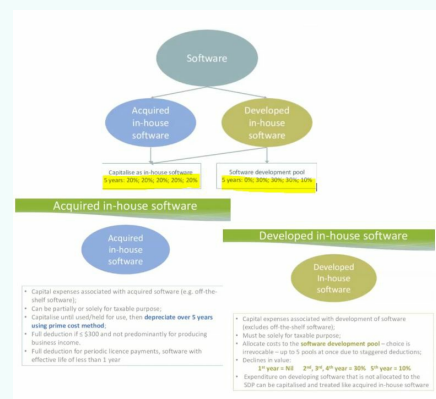 Software
Acquired
in-house
software
Developed
in-house
software
Capitalise as in-house software
5 years: 20%; 20%; 20%; 20%; 20%
Software development pool
5 years: 0%; 30%; 30%; 30%; 10%
Acquired in-house software
Acquired
in-house
software
• Capital expenses associated with acquired software (e.g. off-the-
shelf software);
• Can be partially or solely for taxable purpose;
• Capitalise until used/held for use, then depreciate over 5 years
using prime cost method;
• Full deduction if ≤ $300 and not predominantly for producing
business income.
• Full deduction for periodic licence payments, software with
effective life of less than 1 year
Developed in-house software
Developed
In-house
software
• Capital expenses associated with development of software
(excludes off-the-shelf software);
• Must be solely for taxable purpose;
• Allocate costs to the software development pool – choice is
irrevocable – up to 5 pools at once due to staggered deductions;
• Declines in value:
1st year = Nil 2nd, 3rd, 4th year = 30% 5th year = 10%
• Expenditure on developing software that is not allocated to the
SDP can be capitalised and treated like acquired in-house software